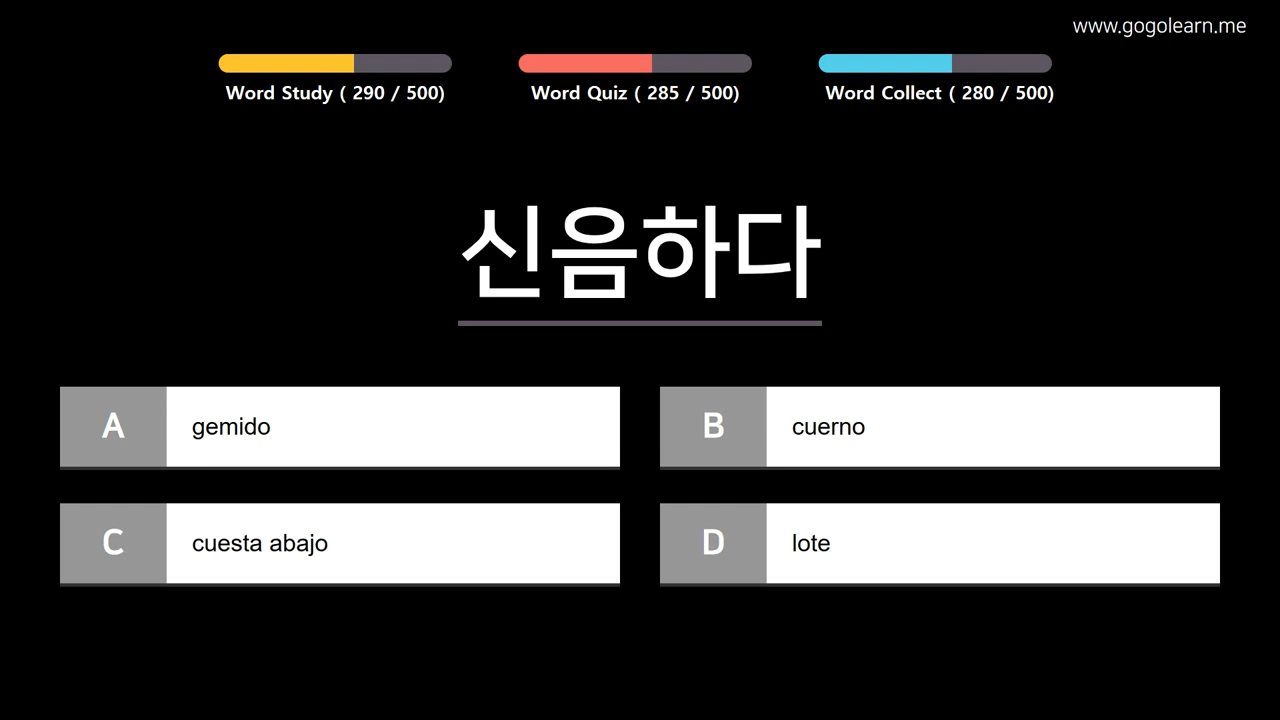 www.gogolearn.me
Word Study ( 290 / 500)
Word Quiz ( 285 / 500)
Word Collect ( 280 / 500)
신음하다
A gemido
B cuerno
C cuesta abajo
D lote